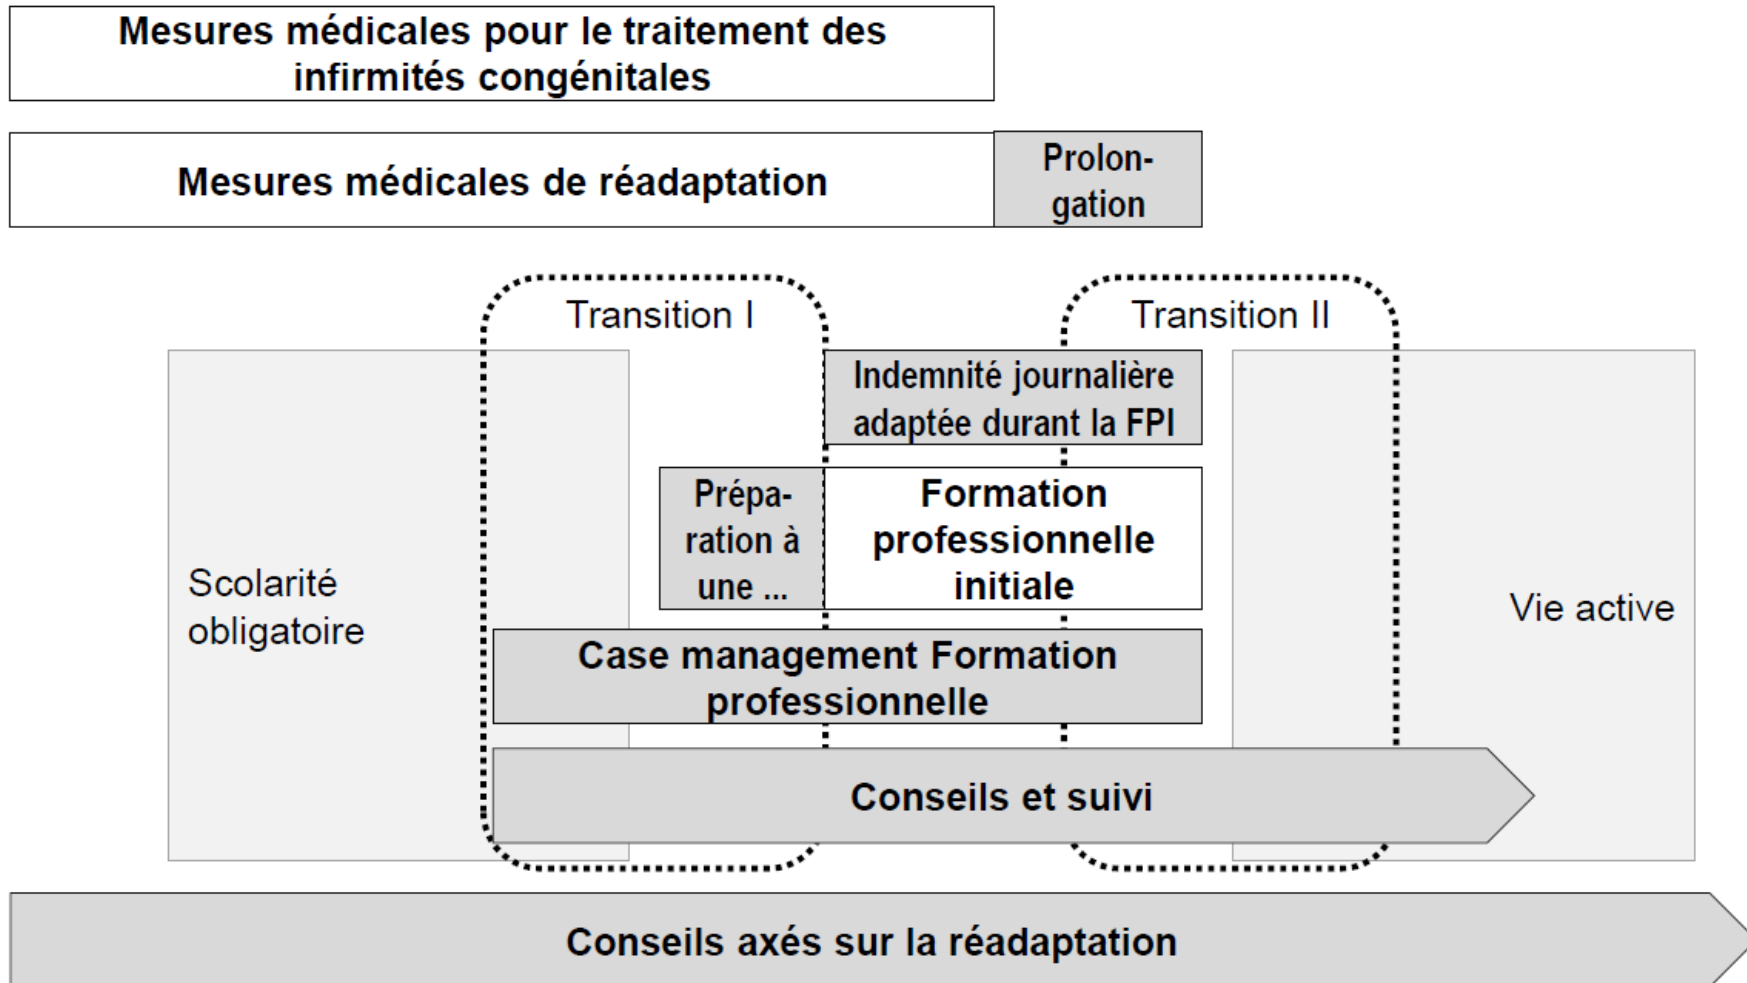 Mesures médicales pour le traitement des
infirmités congénitales
Mesures médicales de réadaptation
Prolon-
gation
Transition I
Transition II
Indemnité journalière
adaptée durant la FPI
Prépa-
ration à
une ...
Formation
professionnelle
initiale
Scolarité
obligatoire
Vie active
Case management Formation
professionnelle
Conseils et suivi
Conseils axés sur la réadaptation